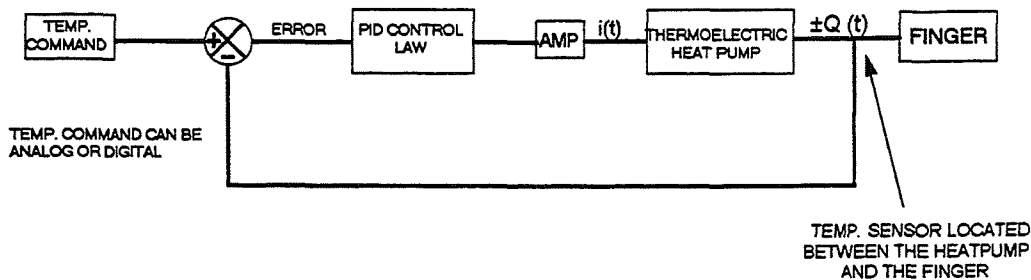 TEMP.
COMMAND
+
-
ERROR
PID CONTROL
LAW
AMP
i(t)
THERMOELECTRIC
HEAT PUMP
±Q (t)
FINGER
TEMP. COMMAND CAN BE
ANALOG OR DIGITAL
TEMP. SENSOR LOCATED
BETWEEN THE HEATPUMP
AND THE FINGER